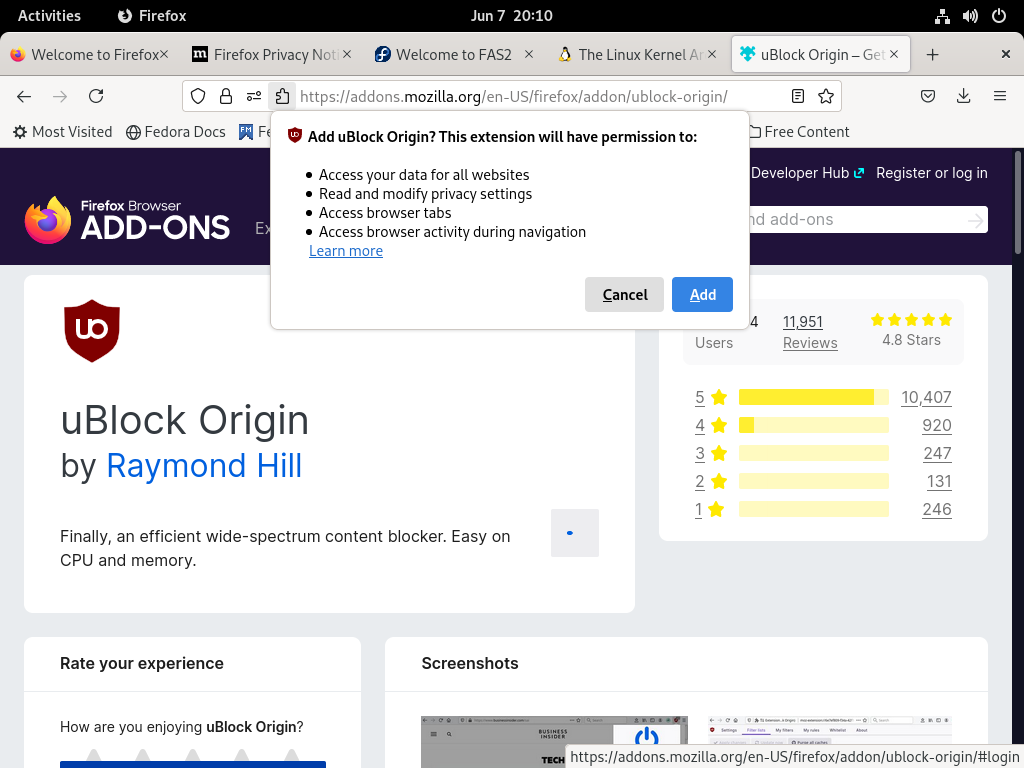 Activities
Firefox
Jun 7 20:10
Welcome to Firefox
Firefox Privacy Noti
Welcome to FAS2
The Linux Kernel Ar
uBlock Origin – Get
https://addons.mozilla.org/en-US/firefox/addon/ublock-origin/
Most Visited
Fedora Docs
Fe
Free Content
Add uBlock Origin? This extension will have permission to:
Access your data for all websites
Read and modify privacy settings
Access browser tabs
Access browser activity during navigation
Learn more
Cancel
Add
Developer Hub
Register or log in
Firefox Browser
ADD-ONS
Ex
nd add-ons
uBlock Origin
by Raymond Hill
Finally, an efficient wide-spectrum content blocker. Easy on
CPU and memory.
4
Users
11,951
Reviews
4.8 Stars
5 10,407
4 920
3 247
2 131
1 246
Rate your experience
How are you enjoying uBlock Origin?
Screenshots
BUSINESS
INSIDER
TECH
https://addons.mozilla.org/en-US/firefox/addon/ublock-origin/#login